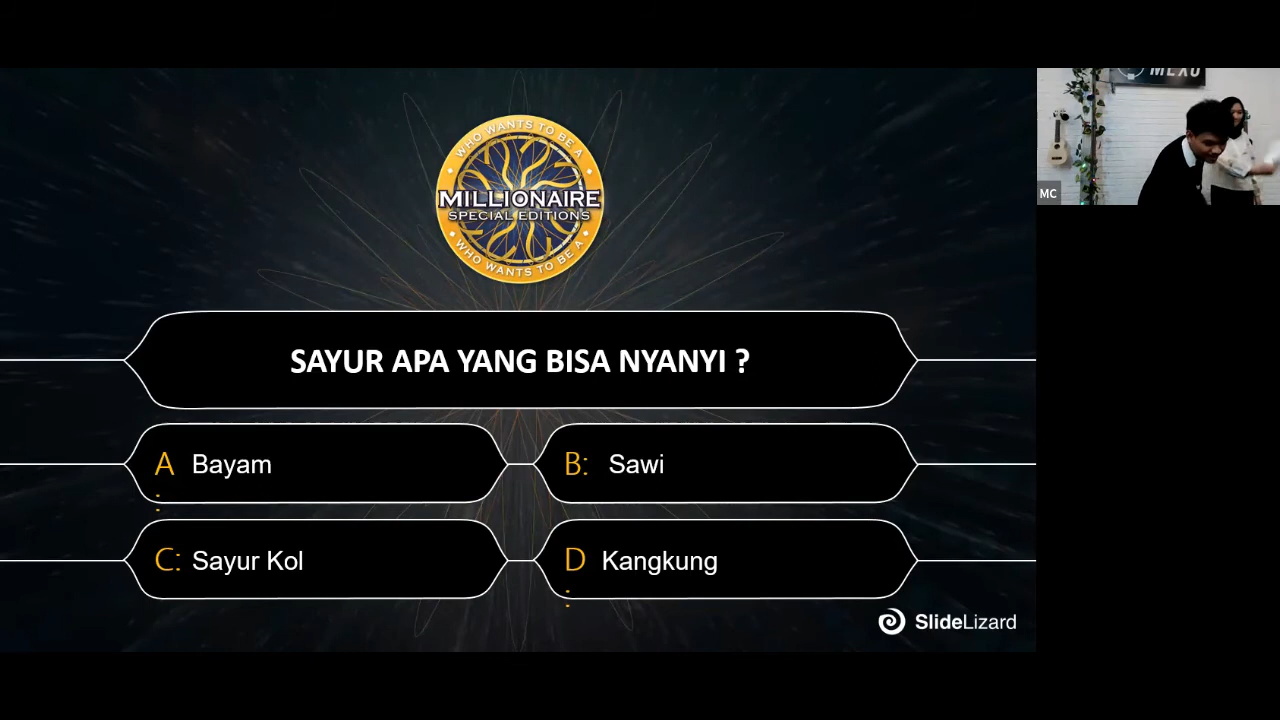 WHO WANTS TO BE A
MILLIONAIRE
SPECIAL EDITIONS
WHO WANTS TO BE A
SAYUR APA YANG BISA NYANYI ?
A: Bayam
B: Sawi
C: Sayur Kol
D: Kangkung
SlideLizard
MC